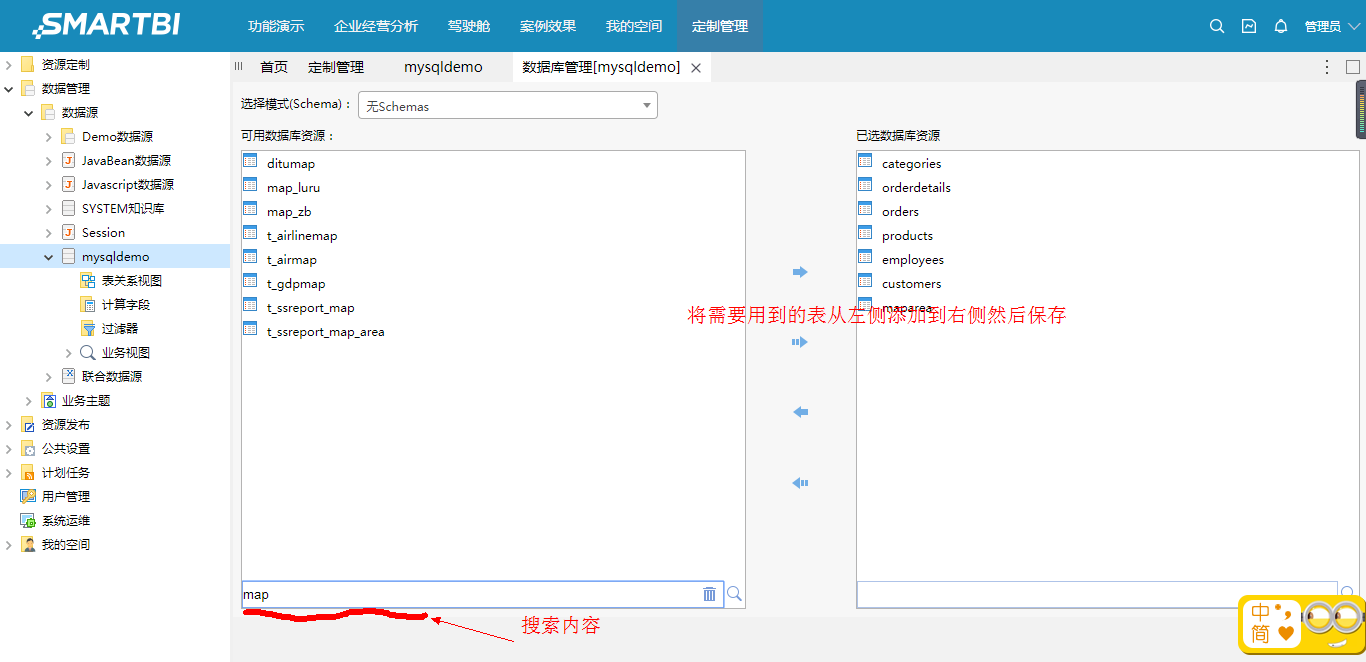 SMARTBI
功能演示
企业经营分析
驾驶舱
案例效果
我的空间
定制管理
管理员
资源定制
数据管理
数据源
Demo数据源
JavaBean数据源
Javascript数据源
SYSTEM知识库
Session
mysqldemo
表关系视图
计算字段
过滤器
业务视图
联合数据源
业务主题
资源发布
公共设置
计划任务
用户管理
系统运维
我的空间
首页
定制管理
mysqldemo
数据库管理[mysqldemo]
选择模式(Schema)：
无Schemas
可用数据库资源：
ditumap
map_luru
map_zb
t_airlinemap
t_airmap
t_gdpmap
t_ssreport_map
t_ssreport_map_area
map
搜索内容
将需要用到的表从左侧添加到右侧然后保存
已选数据库资源
categories
orderdetails
orders
products
employees
customers
maparea
中
简